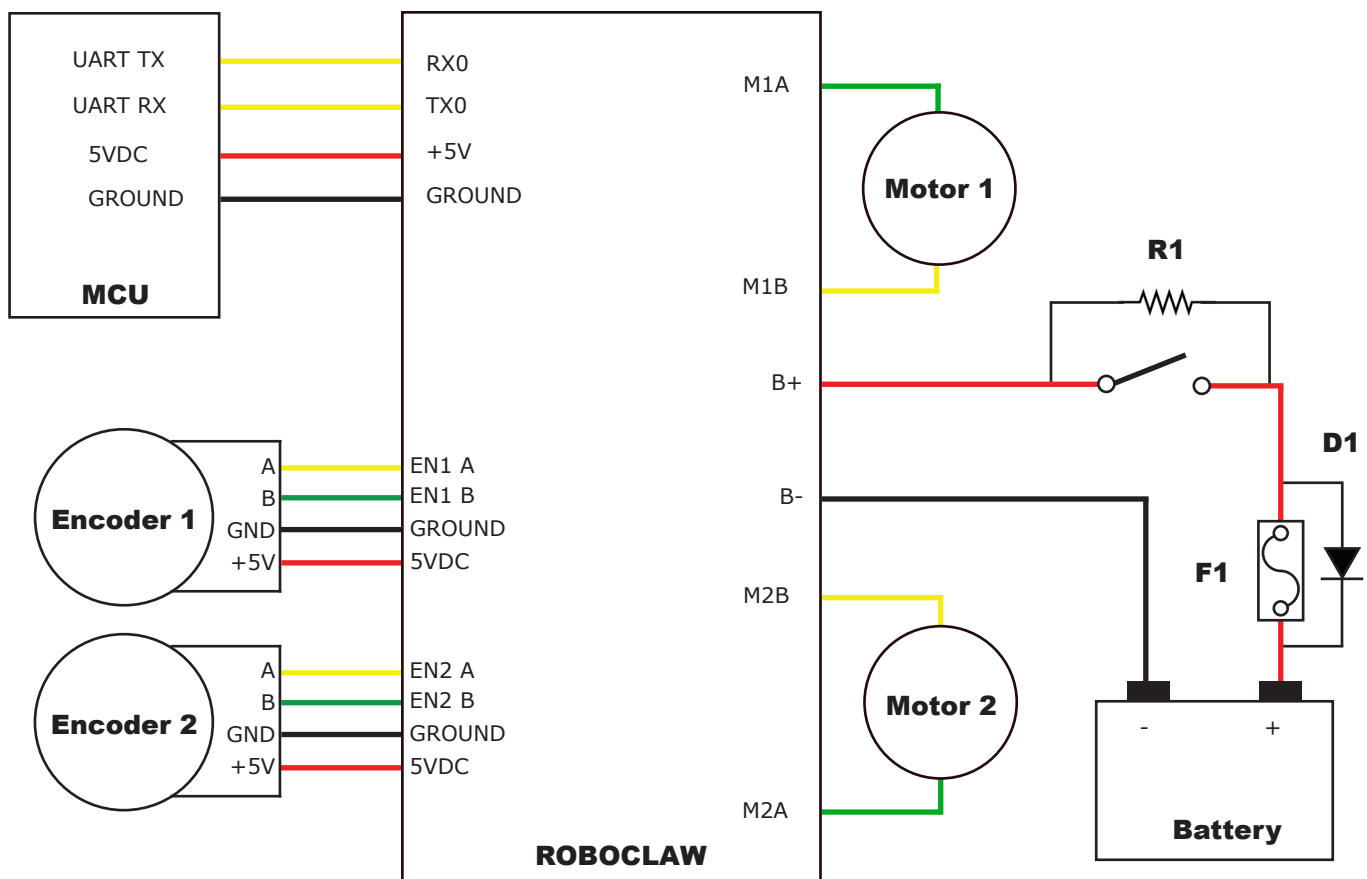 UART TX
UART RX
5VDC
GROUND
MCU
RX0
TX0
+5V
GROUND
M1A
Motor 1
M1B
R1
B+
D1
B-
F1
A
B
GND
+5V
Encoder 1
EN1 A
EN1 B
GROUND
5VDC
A
B
GND
+5V
Encoder 2
EN2 A
EN2 B
GROUND
5VDC
M2B
Motor 2
M2A
- +
Battery
ROBOCLAW